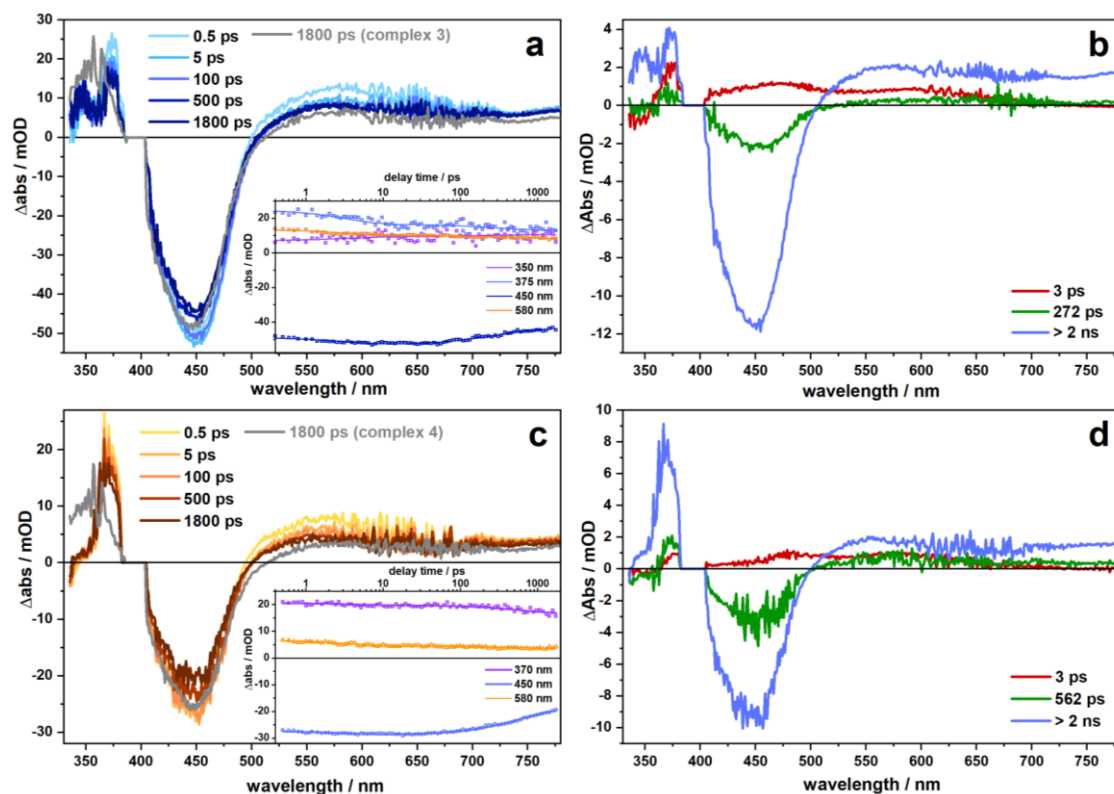 a
0.5 ps
5 ps
100 ps
500 ps
1800 ps
1800 ps (complex 3)
30
20
10
0
-10
-20
-30
-40
-50
Δabs / mOD
350 400 450 500 550 600 650 700 750
wavelength / nm
delay time / ps
1 10 100 1000
20
0
-20
-40
Δabs / mOD
350 nm
375 nm
450 nm
580 nm
b
4
2
0
-2
-4
-6
-8
-10
-12
ΔAbs / mOD
3 ps
272 ps
> 2 ns
350 400 450 500 550 600 650 700 750
wavelength / nm
c
0.5 ps
5 ps
100 ps
500 ps
1800 ps
1800 ps (complex 4)
20
10
0
-10
-20
-30
Δabs / mOD
350 400 450 500 550 600 650 700 750
wavelength / nm
delay time / ps
1 10 100 1000
20
10
0
-10
-20
-30
Δabs / mOD
370 nm
450 nm
580 nm
d
10
8
6
4
2
0
-2
-4
-6
-8
-10
ΔAbs / mOD
3 ps
562 ps
> 2 ns
350 400 450 500 550 600 650 700 750
wavelength / nm